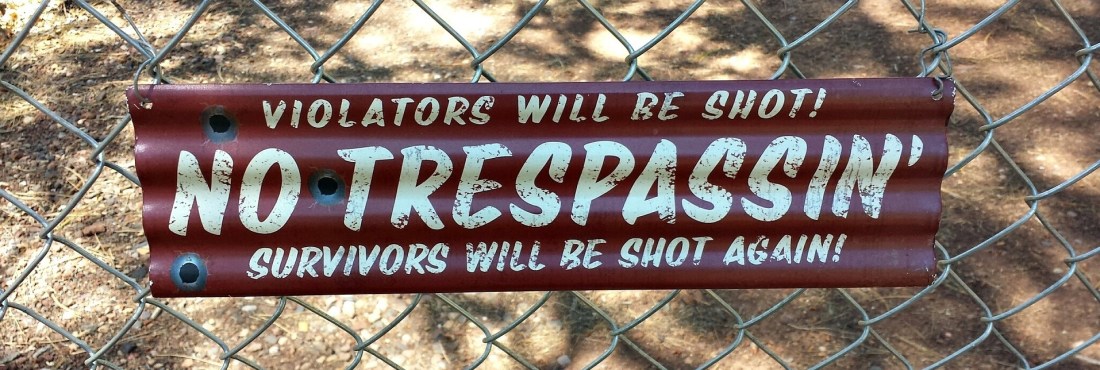 VIOLATORS WILL BE SHOT!
NO TRESPASSIN'
SURVIVORS WILL BE SHOT AGAIN!